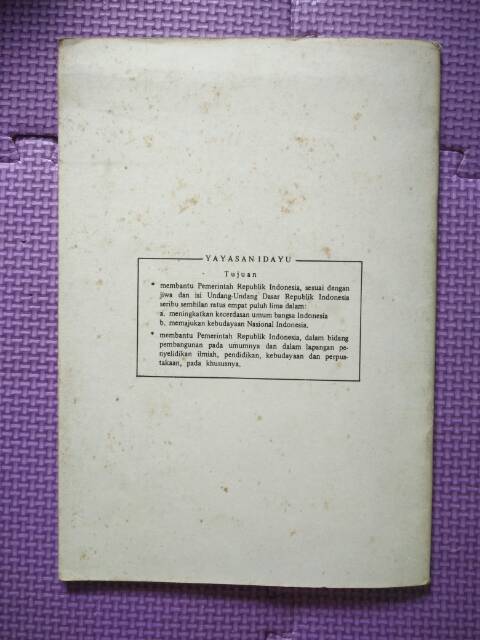 YAYASAN IDAYU
Tujuan
* membantu Pemerintah Republik Indonesia, sesuai dengan
jiwa dan isi Undang-Undang Dasar Republik Indonesia
seribu sembilan ratus empat puluh lima dalam:
a. meningkatkan kecerdasan umum bangsa Indonesia
b. memajukan kebudayaan Nasional Indonesia.
* membantu Pemerintah Republik Indonesia, dalam bidang
pembangunan pada umumnya dan dalam lapangan pe-
nyelidikan ilmiah, pendidikan, kebudayaan dan perpus-
takaan, pada khususnya.